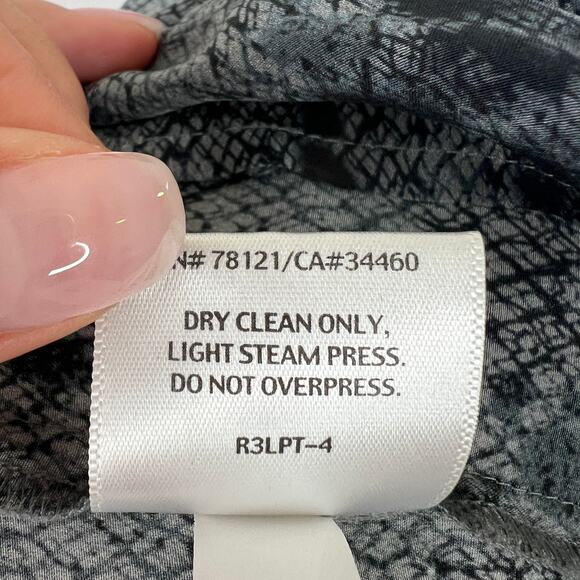 N# 78121/CA#34460
DRY CLEAN ONLY,
LIGHT STEAM PRESS.
DO NOT OVERPRESS.
R3LPT-4